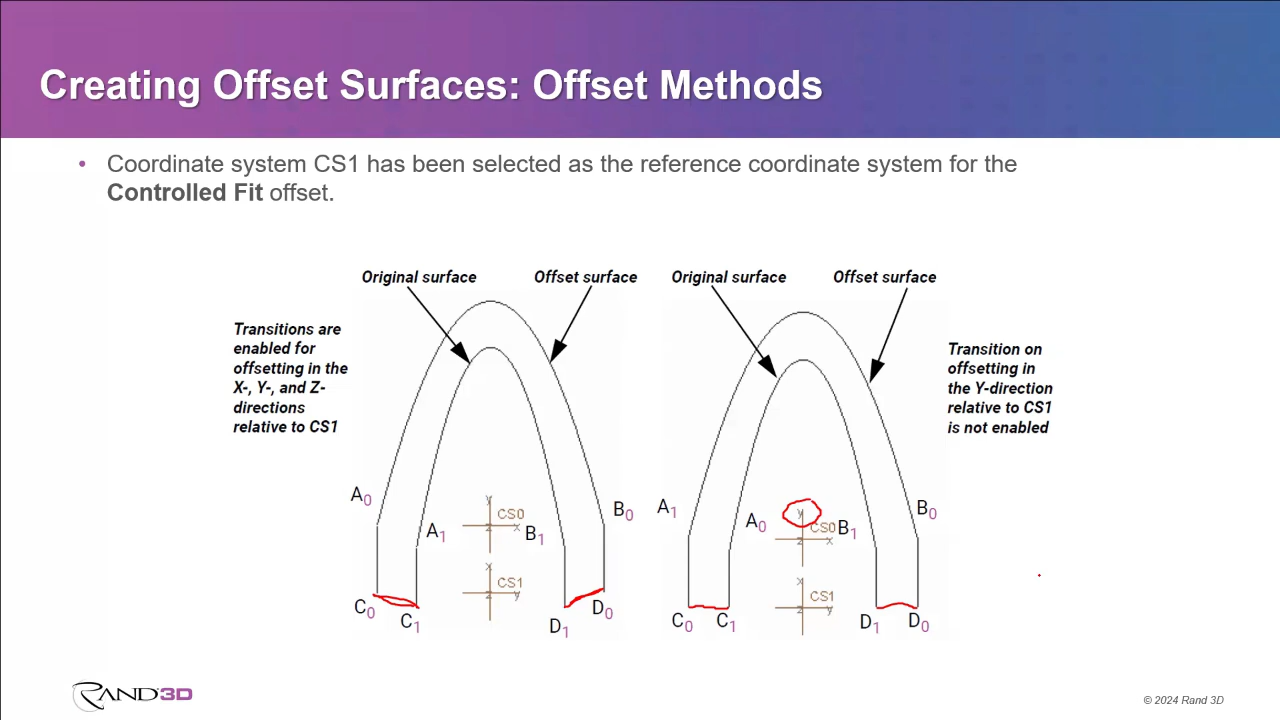 Creating Offset Surfaces: Offset Methods
• Coordinate system CS1 has been selected as the reference coordinate system for the
Controlled Fit offset.
Original surface
Offset surface
Original surface
Offset surface
Transitions are
enabled for
offsetting in the
X-, Y-, and Z-
directions
relative to CS1
Transition on
offsetting in
the Y-direction
relative to CS1
is not enabled
A0
B0
A1
B1
y
CS0
z
x
x
CS1
z
y
C0
C1
D1
D0
A1
A0
B1
B0
y
CS0
z
x
x
CS1
z
y
C0
C1
D1
D0
RAND3D
© 2024 Rand 3D